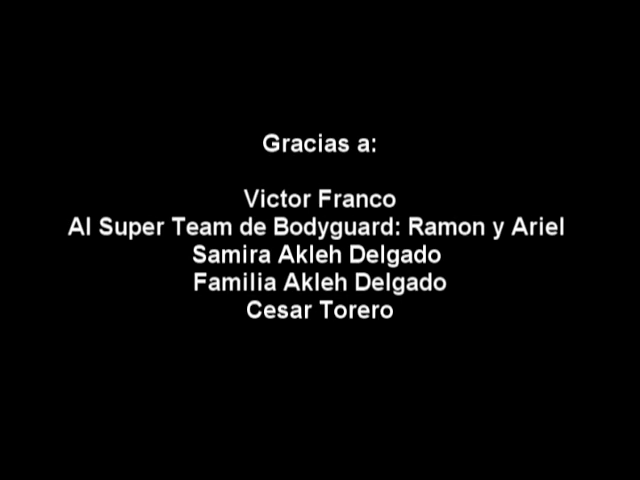 Gracias a:
Victor Franco
Al Super Team de Bodyguard: Ramon y Ariel
Samira Akleh Delgado
Familia Akleh Delgado
Cesar Torero